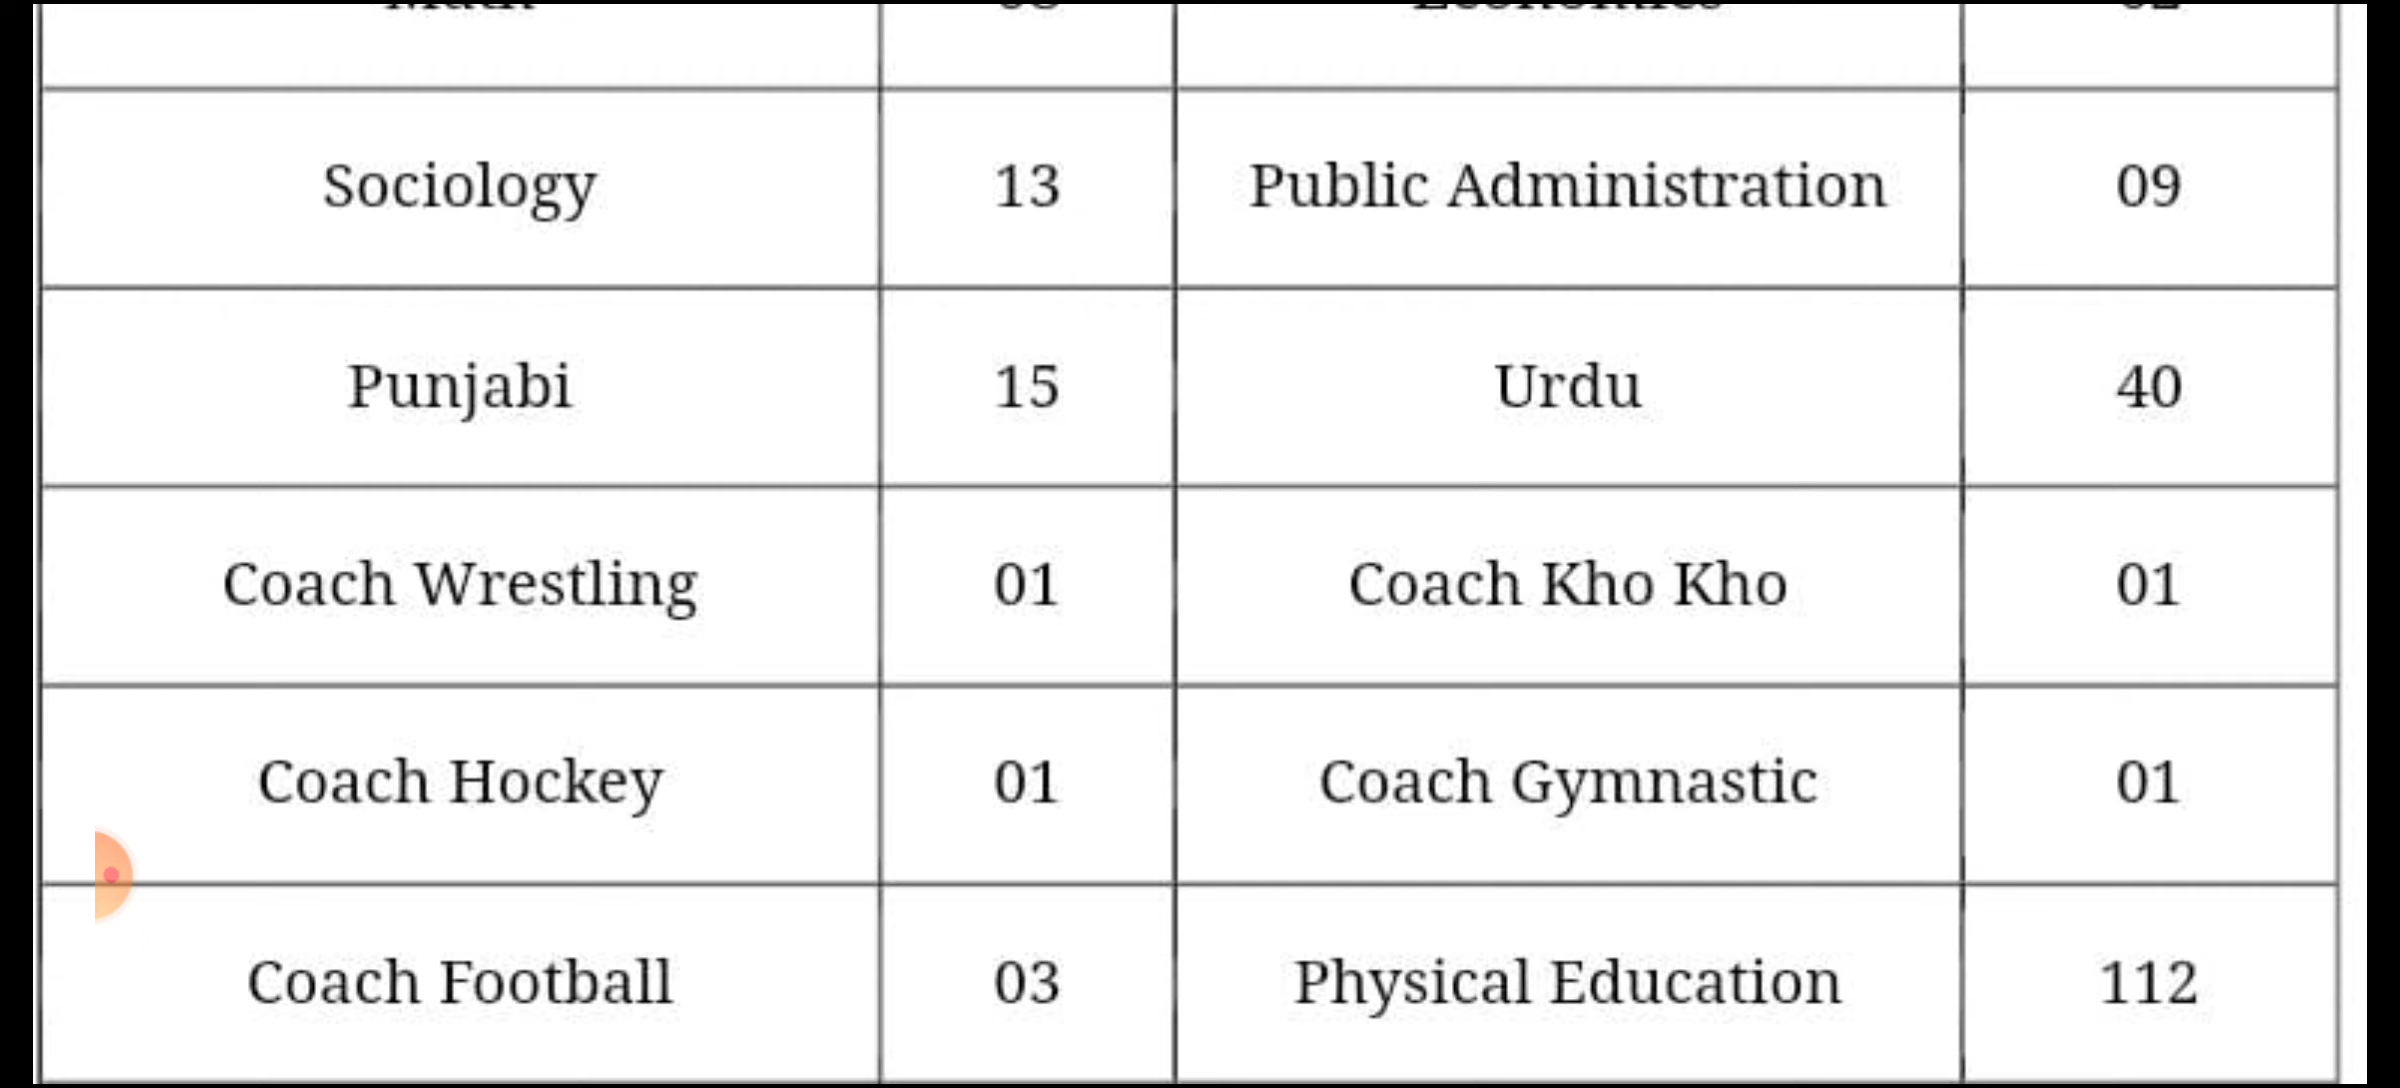 Sociology 13 Public Administration 09
Punjabi 15 Urdu 40
Coach Wrestling 01 Coach Kho Kho 01
Coach Hockey 01 Coach Gymnastic 01
Coach Football 03 Physical Education 112